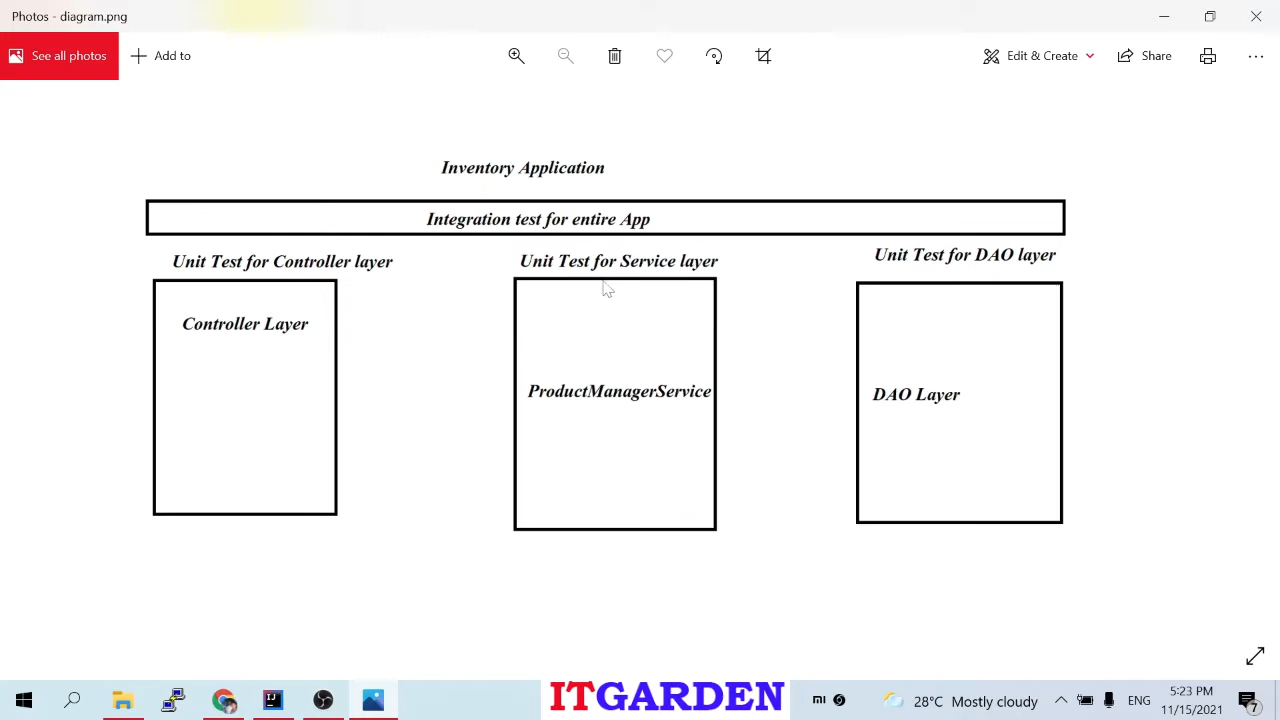 Photos - diagram.png
See all photos
Add to
Edit & Create
Share
Inventory Application
Integration test for entire App
Unit Test for Controller layer
Unit Test for Service layer
Unit Test for DAO layer
Controller Layer
ProductManagerService
DAO Layer
ITGARDEN
28°C Mostly cloudy
ENG
5:23 PM
11/15/2021
7